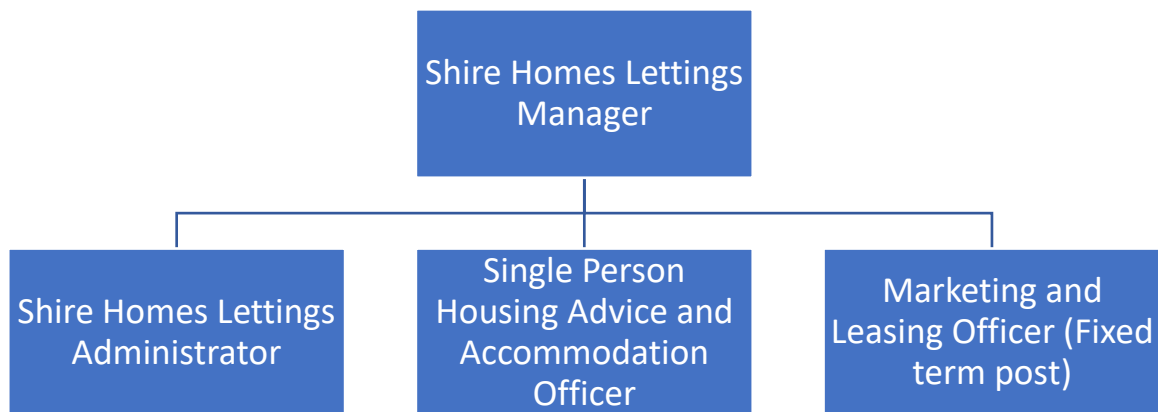 Shire Homes Lettings
Manager
Shire Homes Lettings
Administrator
Single Person
Housing Advice and
Accommodation
Officer
Marketing and
Leasing Officer (Fixed
term post)